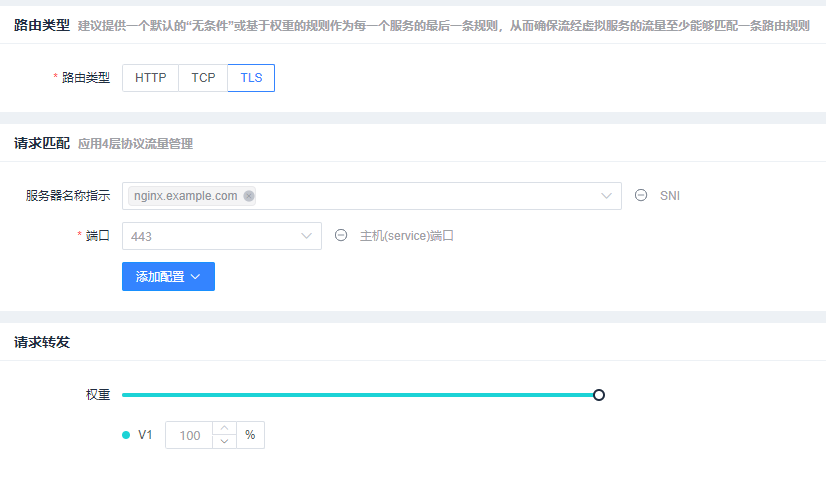 路由类型 建议提供一个默认的“无条件”或基于权重的规则作为每一个服务的最后一条规则，从而确保流经虚拟服务的流量至少能够匹配一条路由规则
* 路由类型 HTTP TCP TLS
请求匹配 应用4层协议流量管理
服务器名称指示 nginx.example.com SNI
* 端口 443 主机(service)端口
添加配置
请求转发
权重
V1 100 %